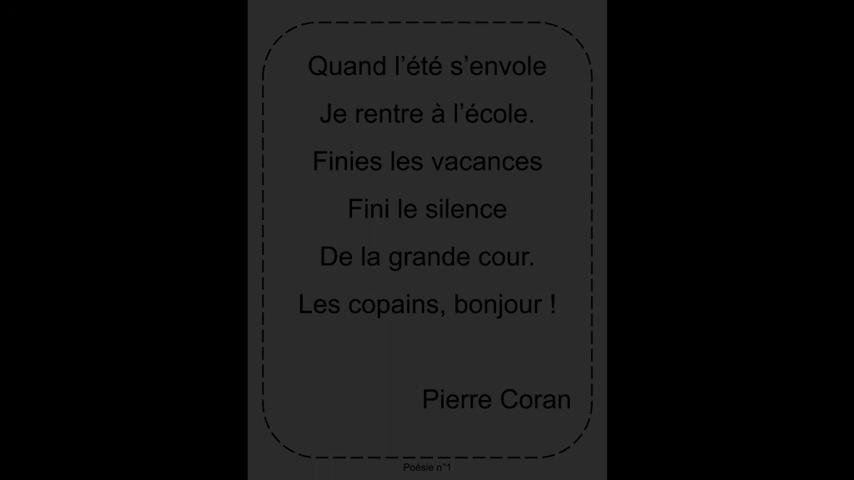 Quand l’été s’envole
Je rentre à l’école.
Finies les vacances
Fini le silence
De la grande cour.
Les copains, bonjour !
Pierre Coran
Poésie n°1